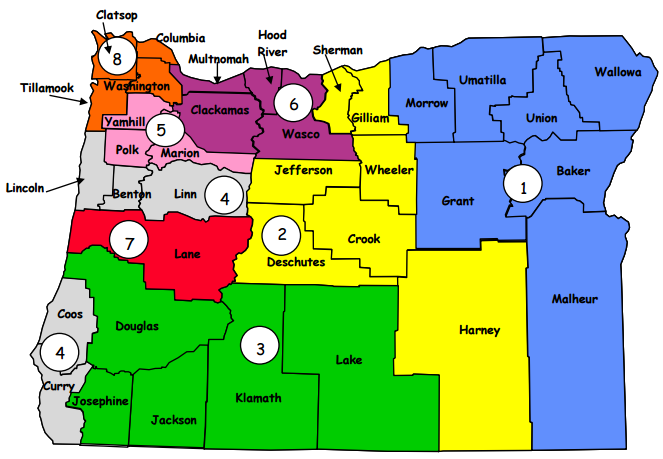 Clatsop
Columbia
Hood
River
Sherman
Multnomah
8
Tillamook
Washington
Wallowa
Umatilla
Clackamas
6
Morrow
Gilliam
Union
Yamhill
5
Wasco
Polk
Marion
Jefferson
Wheeler
Baker
Lincoln
Benton
Linn
4
Grant
1
7
Lane
2
Crook
Deschutes
Malheur
Coos
Douglas
Harney
4
3
Lake
Curry
Josephine
Klamath
Jackson